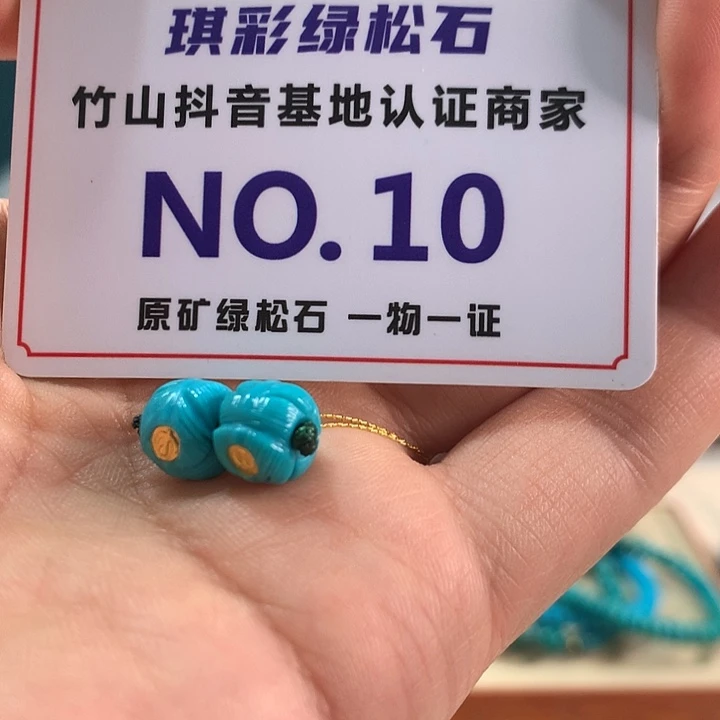 琪彩绿松石
竹山抖音基地认证商家
NO.10
原矿绿松石 一物一证